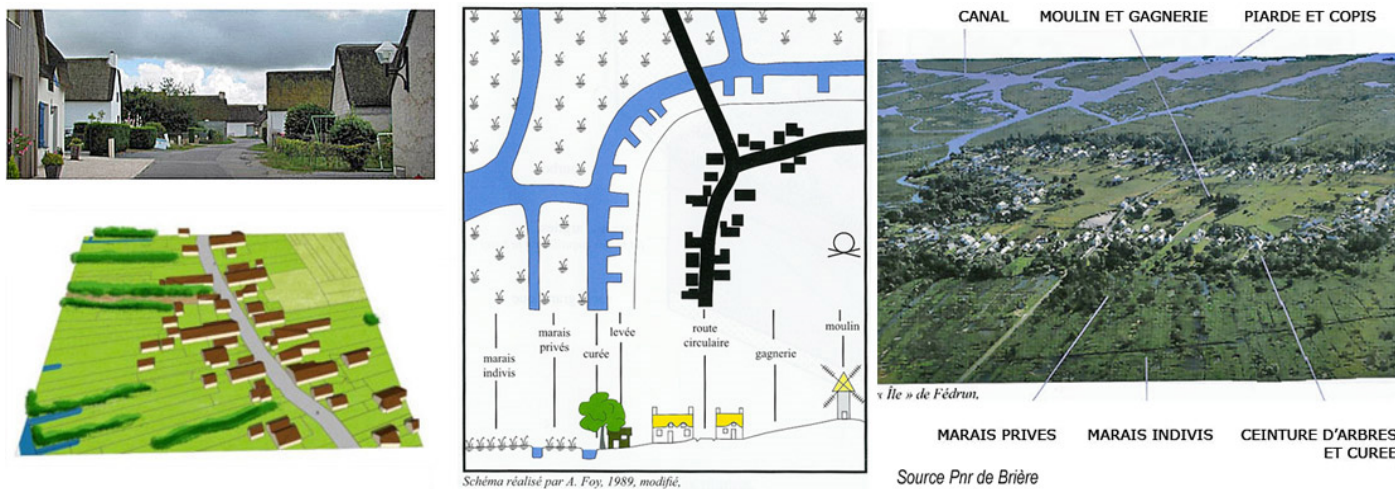 CANAL
MOULIN ET GAGNERIE
PIARDE ET COPIS
marais
indivis
marais
privés
curée
levée
route
circulaire
gagnerie
moulin
Schéma réalisé par A. Foy, 1989, modifié,
« Île » de Fédrun,
MARAIS PRIVES
MARAIS INDIVIS
CEINTURE D'ARBRES
ET CUREE
Source Pnr de Brière